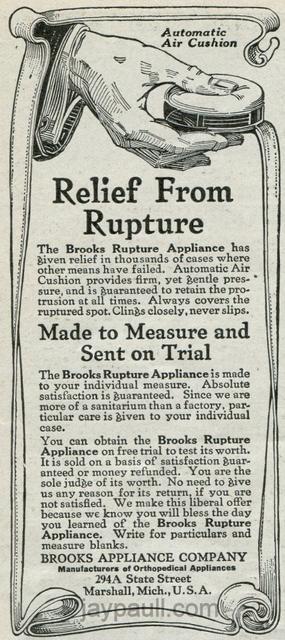 Automatic
Air Cushion
Relief From
Rupture
The Brooks Rupture Appliance has
given relief in thousands of cases where
other means have failed. Automatic Air
Cushion provides firm, yet gentle pres-
sure, and is guaranteed to retain the pro-
trusion at all times. Always covers the
ruptured spot. Clings closely, never slips.
Made to Measure and
Sent on Trial
The Brooks Rupture Appliance is made
to your individual measure. Absolute
satisfaction is guaranteed. Since we are
more of a sanitarium than a factory, par-
ticular care is given to your individual
case.
You can obtain the Brooks Rupture
Appliance on free trial to test its worth.
It is sold on a basis of satisfaction guar-
anteed or money refunded. You are the
sole judge of its worth. No need to give
us any reason for its return, if you are
not satisfied. We make this liberal offer
because we know you will bless the day
you learned of the Brooks Rupture
Appliance. Write for particulars and
measure blanks.
BROOKS APPLIANCE COMPANY
Manufacturers of Orthopedical Appliances
294A State Street
Marshall, Mich., U.S.A.
jaypaull.com